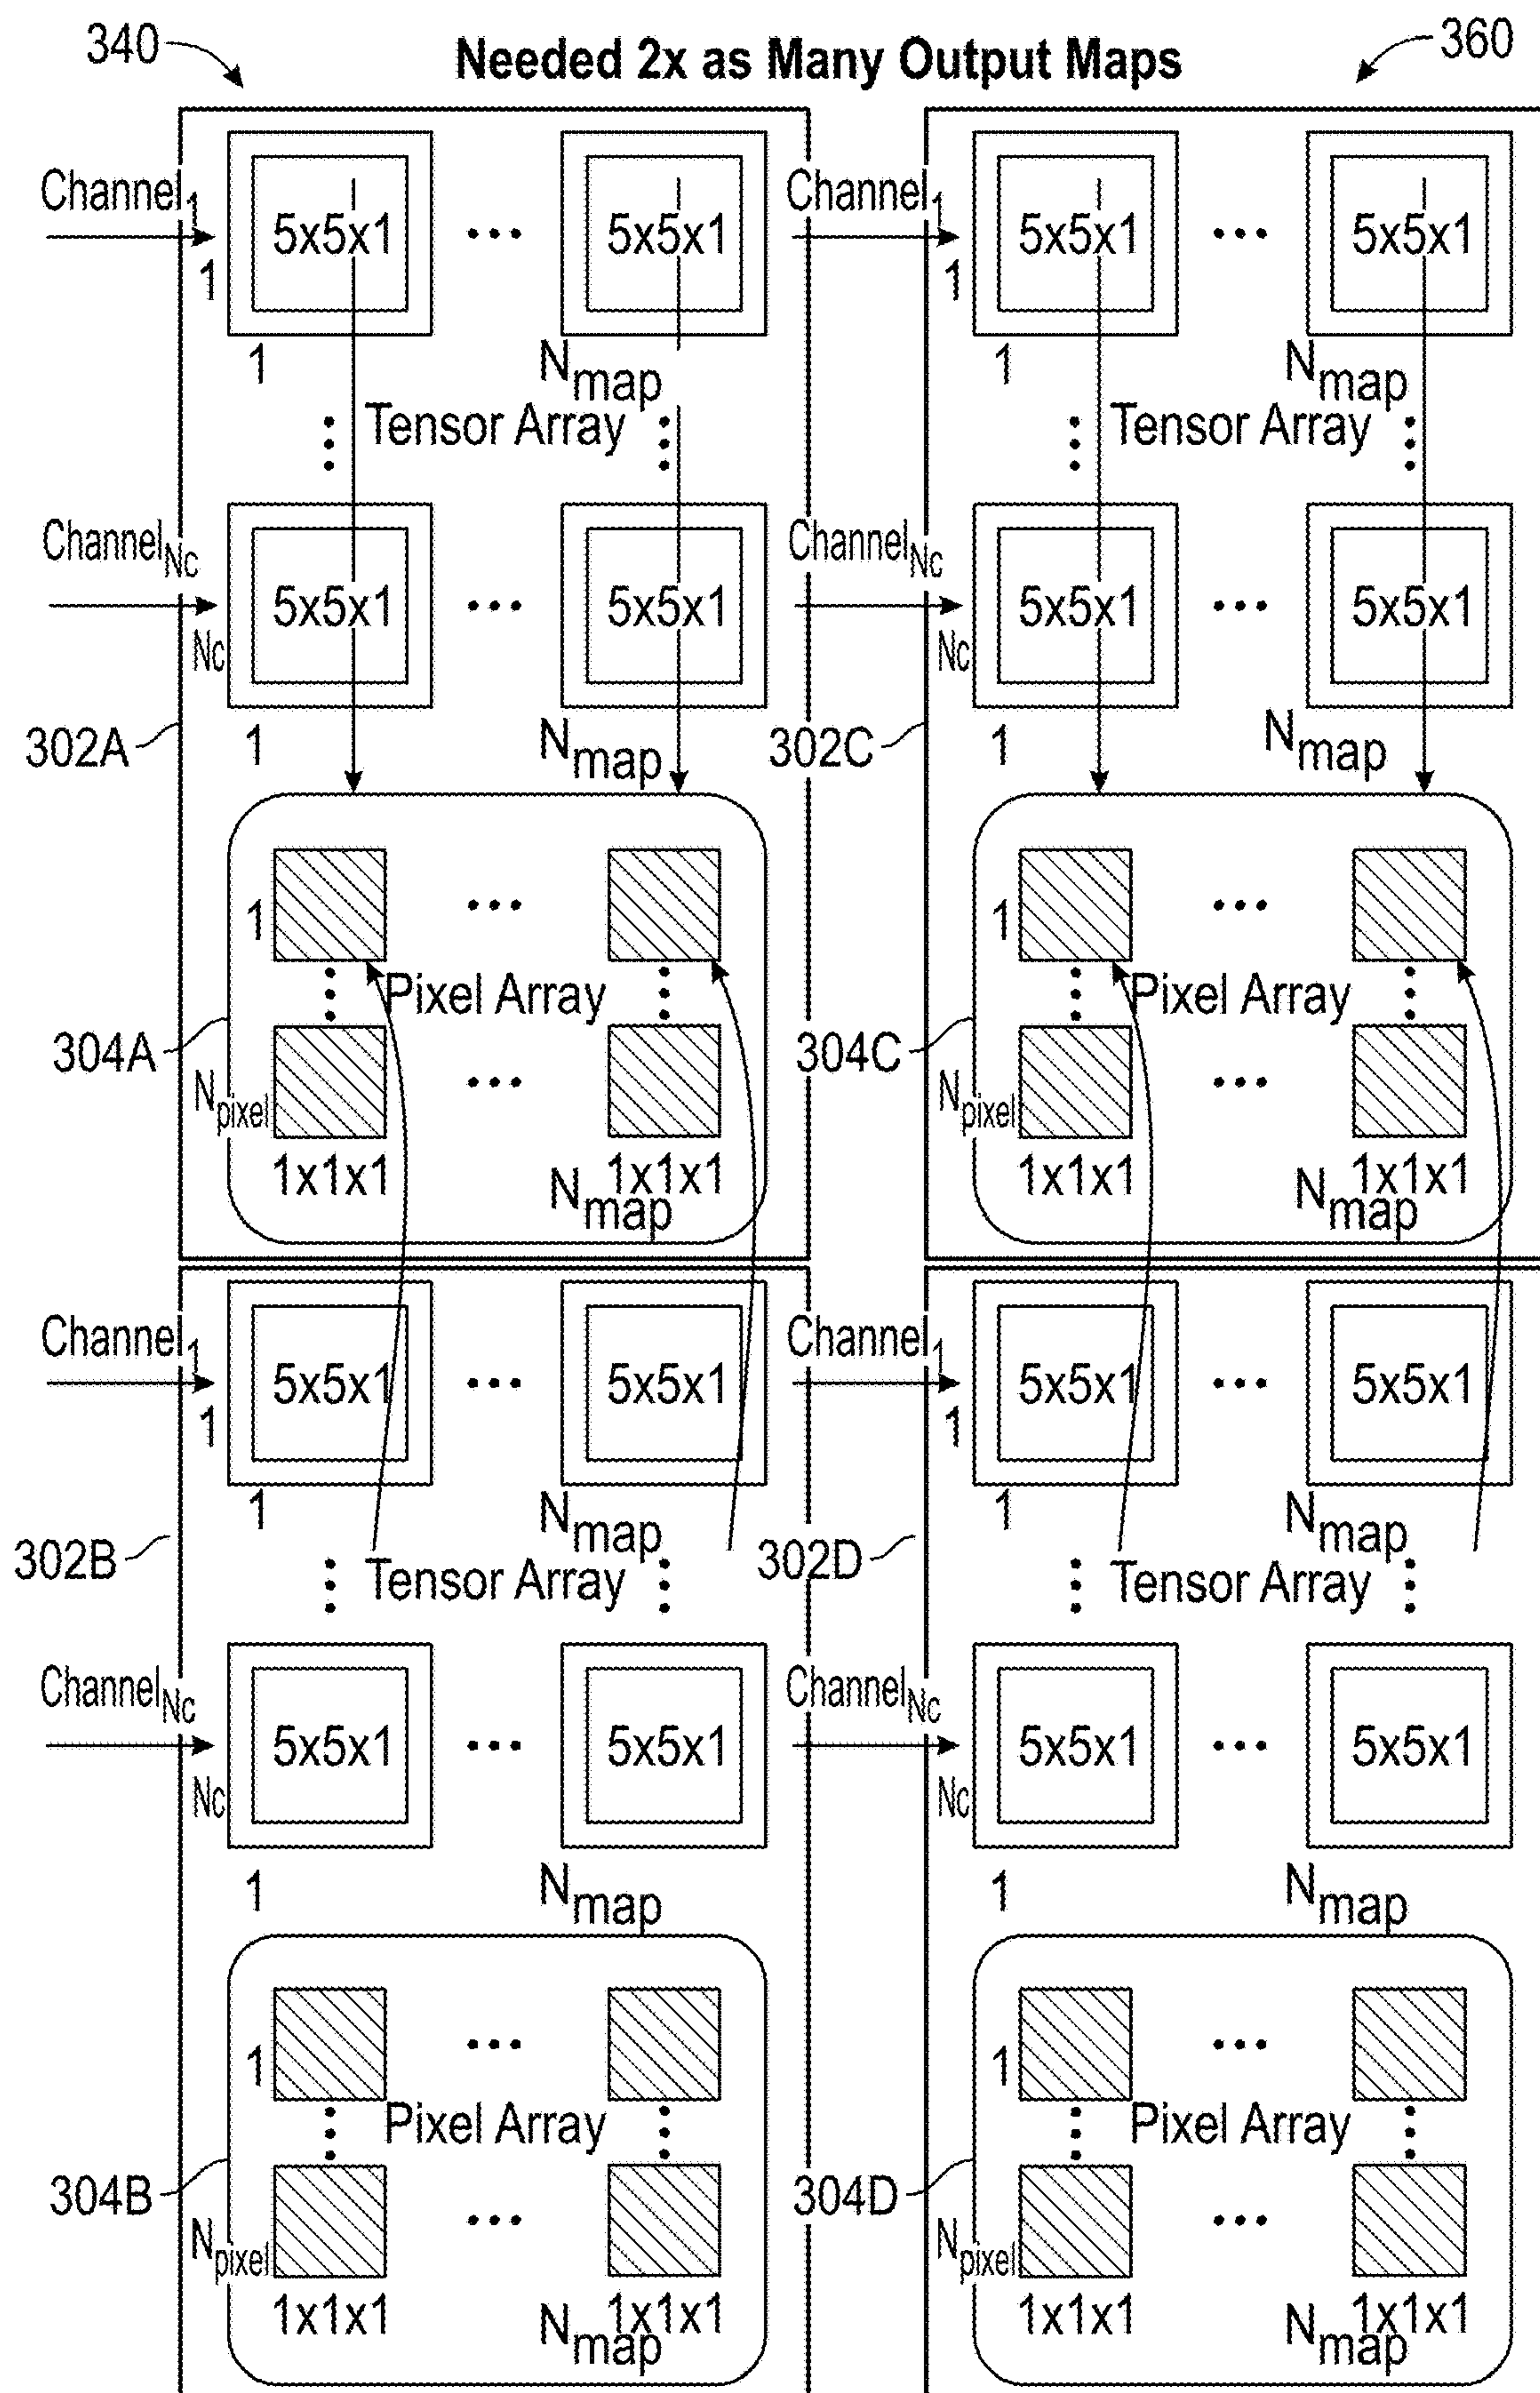 340 Needed 2x as Many Output Maps 360
Channel1 5x5x1 ... 5x5x1 Channel1 5x5x1 ... 5x5x1
1 1
1 Nmap 1 Nmap
Tensor Array Tensor Array
ChannelNc 5x5x1 ... 5x5x1 ChannelNc 5x5x1 ... 5x5x1
Nc Nc
302A 1 Nmap 302C 1 Nmap
1 ... 1 ...
Pixel Array Pixel Array
304A 304C
Npixel ... Npixel ...
1x1x1 Nmap 1x1x1 1x1x1 Nmap 1x1x1
Channel1 5x5x1 ... 5x5x1 Channel1 5x5x1 ... 5x5x1
1 1
1 Nmap 1 Nmap
302B Tensor Array 302D Tensor Array
ChannelNc 5x5x1 ... 5x5x1 ChannelNc 5x5x1 ... 5x5x1
Nc Nc
1 Nmap 1 Nmap
1 ... 1 ...
Pixel Array Pixel Array
304B 304D
Npixel ... Npixel ...
1x1x1 Nmap 1x1x1 1x1x1 Nmap 1x1x1